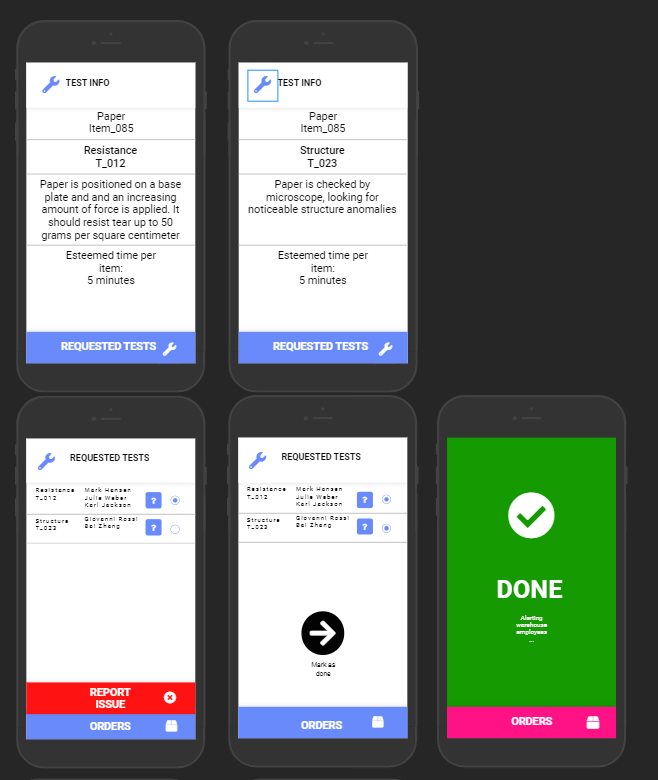 TEST INFO
Paper
Item_085
Resistance
T_012
Paper is positioned on a base
plate and and an increasing
amount of force is applied. It
should resist tear up to 50
grams per square centimeter
Esteemed time per
item:
5 minutes
REQUESTED TESTS
TEST INFO
Paper
Item_085
Structure
T_023
Paper is checked by
microscope, looking for
noticeable structure anomalies
Esteemed time per
item:
5 minutes
REQUESTED TESTS
REQUESTED TESTS
Resistance
T_012
Mark Hansen
Julie Weber
Karl Jackson
?
Structure
T_023
Giovanni Rossi
Bei Zheng
?
REPORT
ISSUE
ORDERS
REQUESTED TESTS
Resistance
T_012
Mark Hansen
Julie Weber
Karl Jackson
?
Structure
T_023
Giovanni Rossi
Bei Zheng
?
Mark as
done
ORDERS
DONE
Alerting
warehouse
employees
...
ORDERS